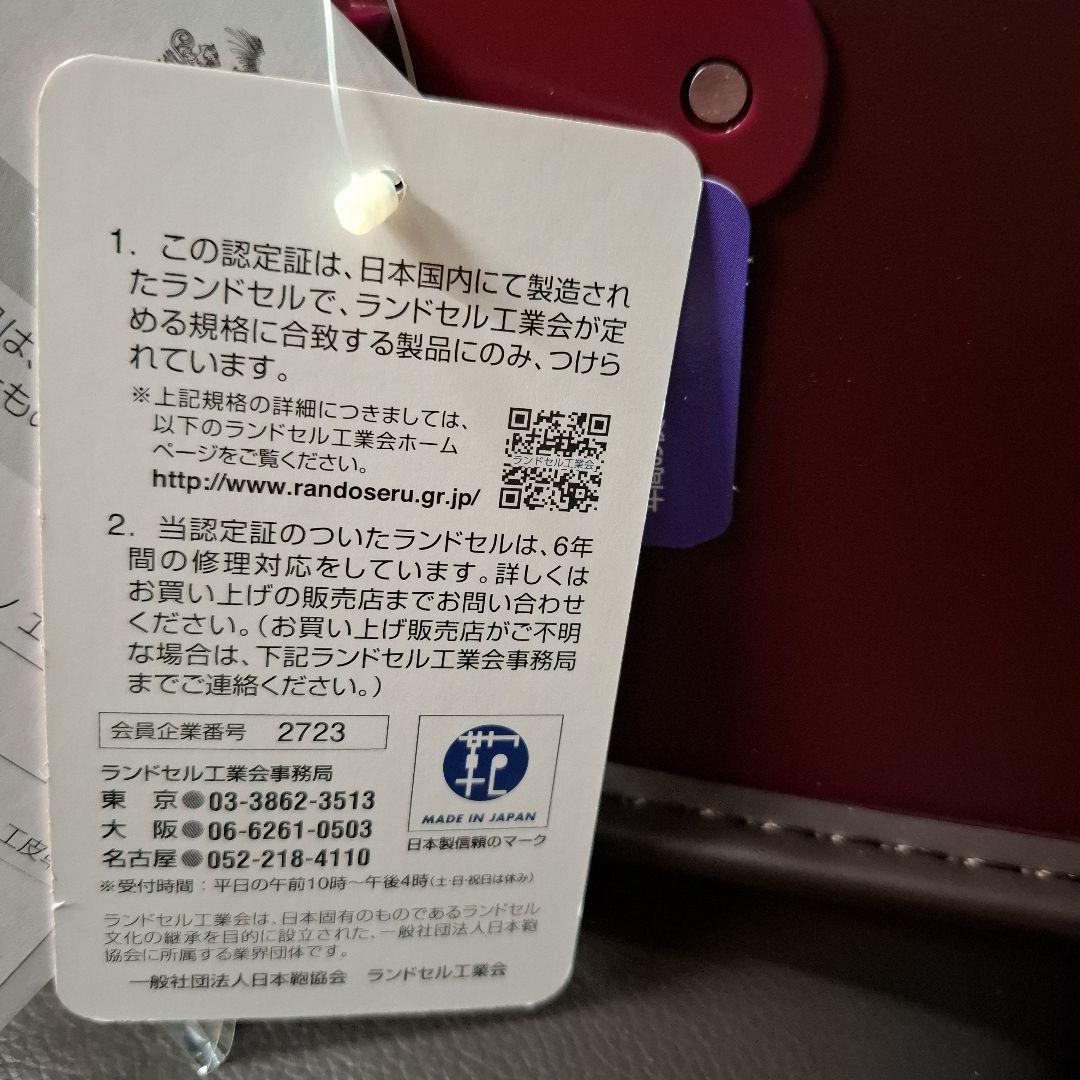 1. この認定証は、日本国内にて製造され
たランドセルで、ランドセル工業会が定
める規格に合致する製品にのみ、つけら
れています。
※上記規格の詳細につきましては、
以下のランドセル工業会ホーム
ページをご覧ください。
http://www.randoseru.gr.jp/
ランドセル工業会
2. 当認定証のついたランドセルは、6年
間の修理対応をしています。詳しくは
お買い上げの販売店までお問い合わせ
ください。(お買い上げ販売店がご不明
な場合は、下記ランドセル工業会事務局
までご連絡ください。)
会員企業番号 2723
ランドセル工業会事務局
東 京●03-3862-3513
大 阪●06-6261-0503
名古屋●052-218-4110
※受付時間:平日の午前10時〜午後4時(土・日・祝日は休み)
MADE IN JAPAN
日本製信頼のマーク
ランドセル工業会は、日本固有のものであるランドセル
文化の継承を目的に設立された、一般社団法人日本鞄
協会に所属する業界団体です。
一般社団法人日本鞄協会 ランドセル工業会